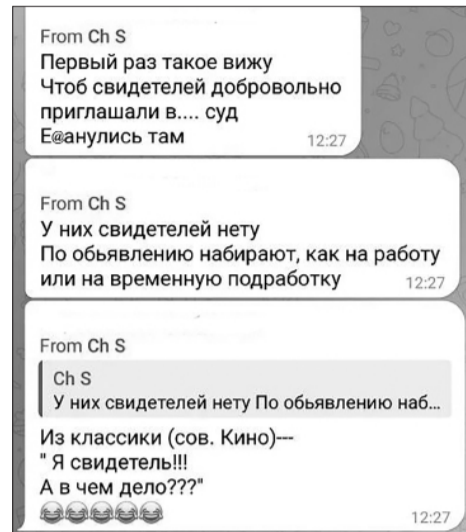 From Ch S
Первый раз такое вижу
Чтоб свидетелей добровольно
приглашали в.... суд
Е@анулись там
12:27
From Ch S
У них свидетелей нету
По обьявлению набирают, как на работу
или на временную подработку
12:27
From Ch S
Ch S
У них свидетелей нету По обьявлению наб...
Из классики (сов. Кино)---
" Я свидетель!!!
А в чем дело???"
😂😂😂😂😂
12:27